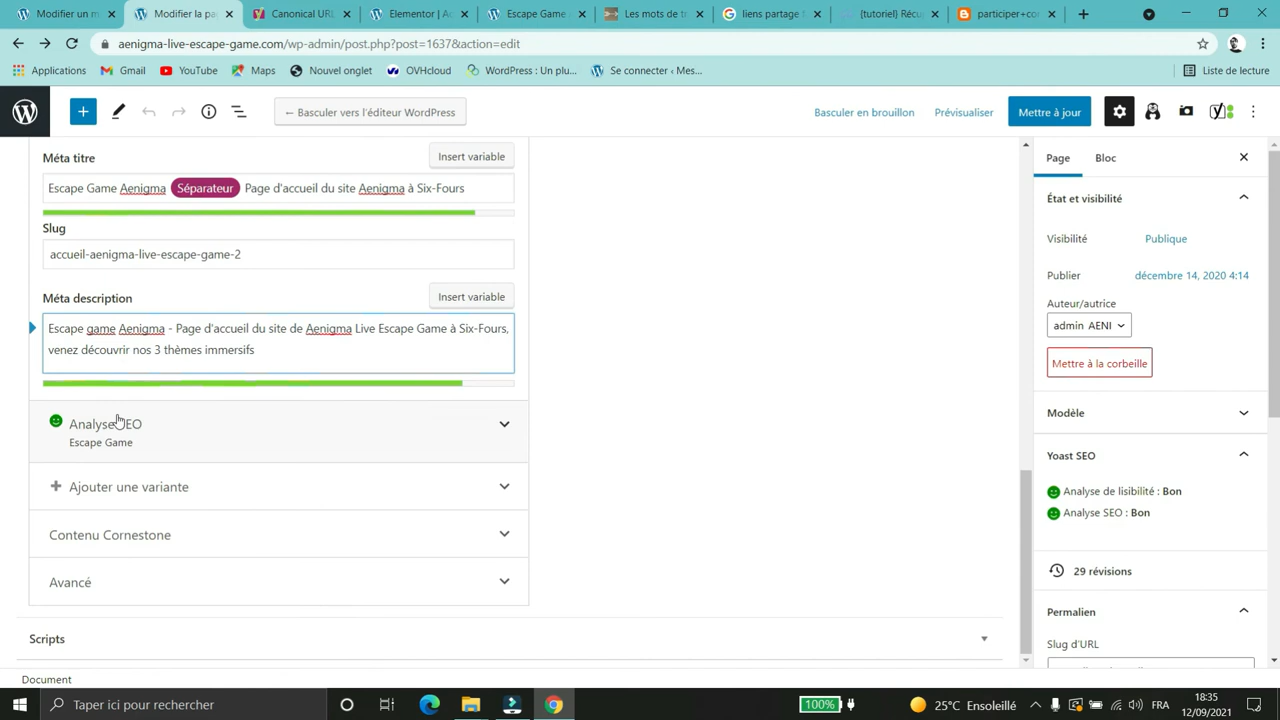 Modifier un m
Modifier la pa
Canonical URL
Elementor | Ac
Escape Game
Les mots de tr
liens partage f
{tutoriel} Récu
participer+co
aenigma-live-escape-game.com/wp-admin/post.php?post=1637&action=edit
Applications
Gmail
YouTube
Maps
Nouvel onglet
OVHcloud
WordPress : Un plu...
Se connecter ‹ Mes...
Liste de lecture
← Basculer vers l'éditeur WordPress
Basculer en brouillon
Prévisualiser
Mettre à jour
Méta titre
Insert variable
Escape Game Aenigma Séparateur Page d'accueil du site Aenigma à Six-Fours
Slug
accueil-aenigma-live-escape-game-2
Méta description
Insert variable
Escape game Aenigma - Page d'accueil du site de Aenigma Live Escape Game à Six-Fours,
venez découvrir nos 3 thèmes immersifs
Analyse SEO
Escape Game
Ajouter une variante
Contenu Cornestone
Avancé
Scripts
Document
Page
Bloc
État et visibilité
Visibilité
Publique
Publier
décembre 14, 2020 4:14
Auteur/autrice
admin AENI
Mettre à la corbeille
Modèle
Yoast SEO
Analyse de lisibilité : Bon
Analyse SEO : Bon
29 révisions
Permalien
Slug d'URL
Taper ici pour rechercher
100%
25°C Ensoleillé
FRA
18:35
12/09/2021